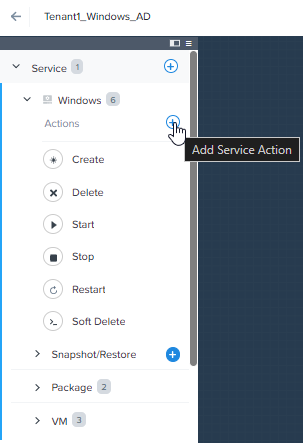 Tenant1_Windows_AD
Service 1
Windows 6
Actions
Add Service Action
Create
Delete
Start
Stop
Restart
Soft Delete
Snapshot/Restore
Package 2
VM 3